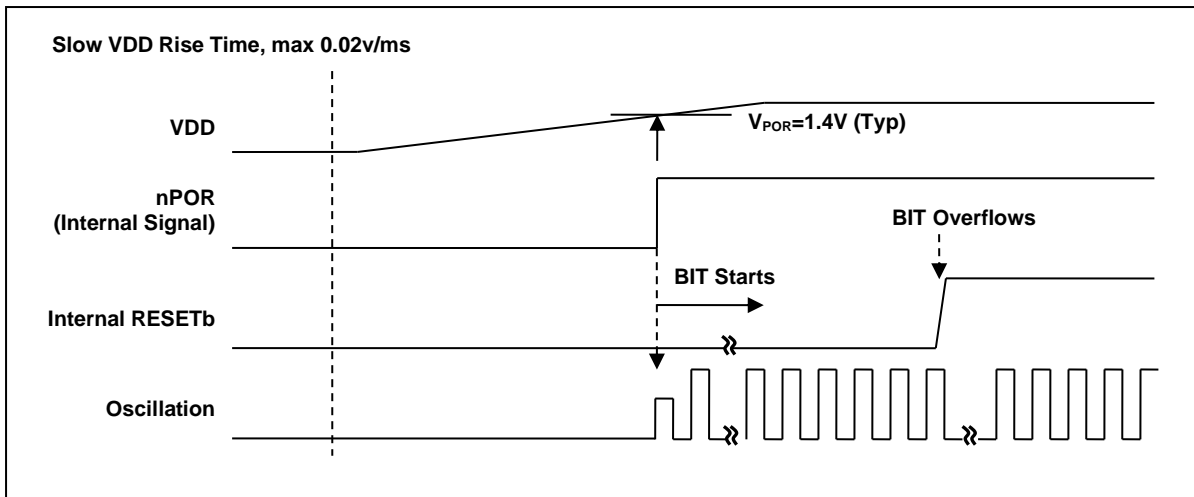 Slow VDD Rise Time, max 0.02v/ms
VDD
VPOR=1.4V (Typ)
nPOR
(Internal Signal)
BIT Overflows
BIT Starts
Internal RESETb
Oscillation